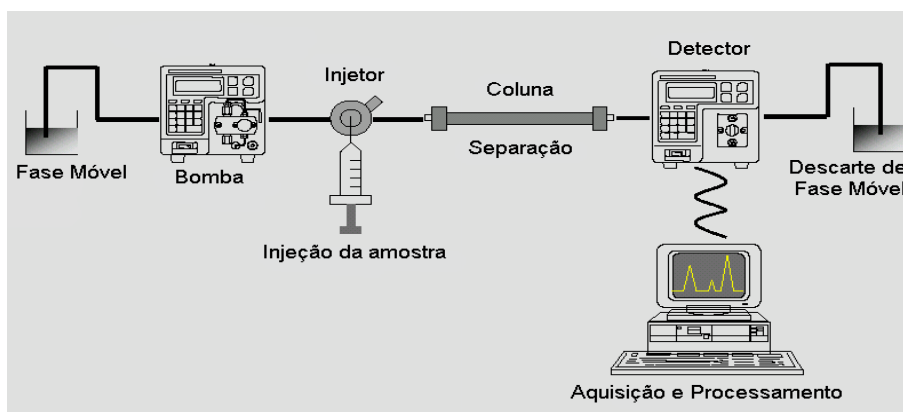 Fase Móvel
Bomba
Injetor
Injeção da amostra
Coluna
Separação
Detector
Descarte de
Fase Móvel
Aquisição e Processamento